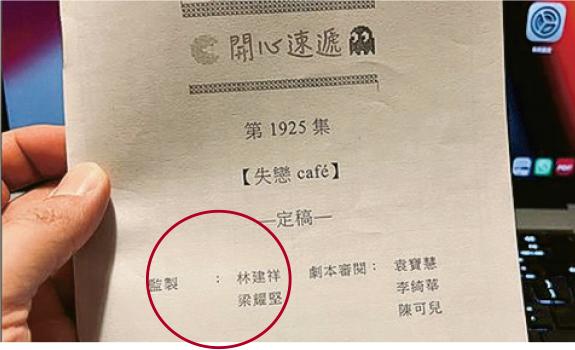 開心速遞
第 1925 集
【失戀 café】
—定稿—
監製 : 林建祥 劇本審閱: 袁寶慧
梁耀堅 李綺華
陳可兒